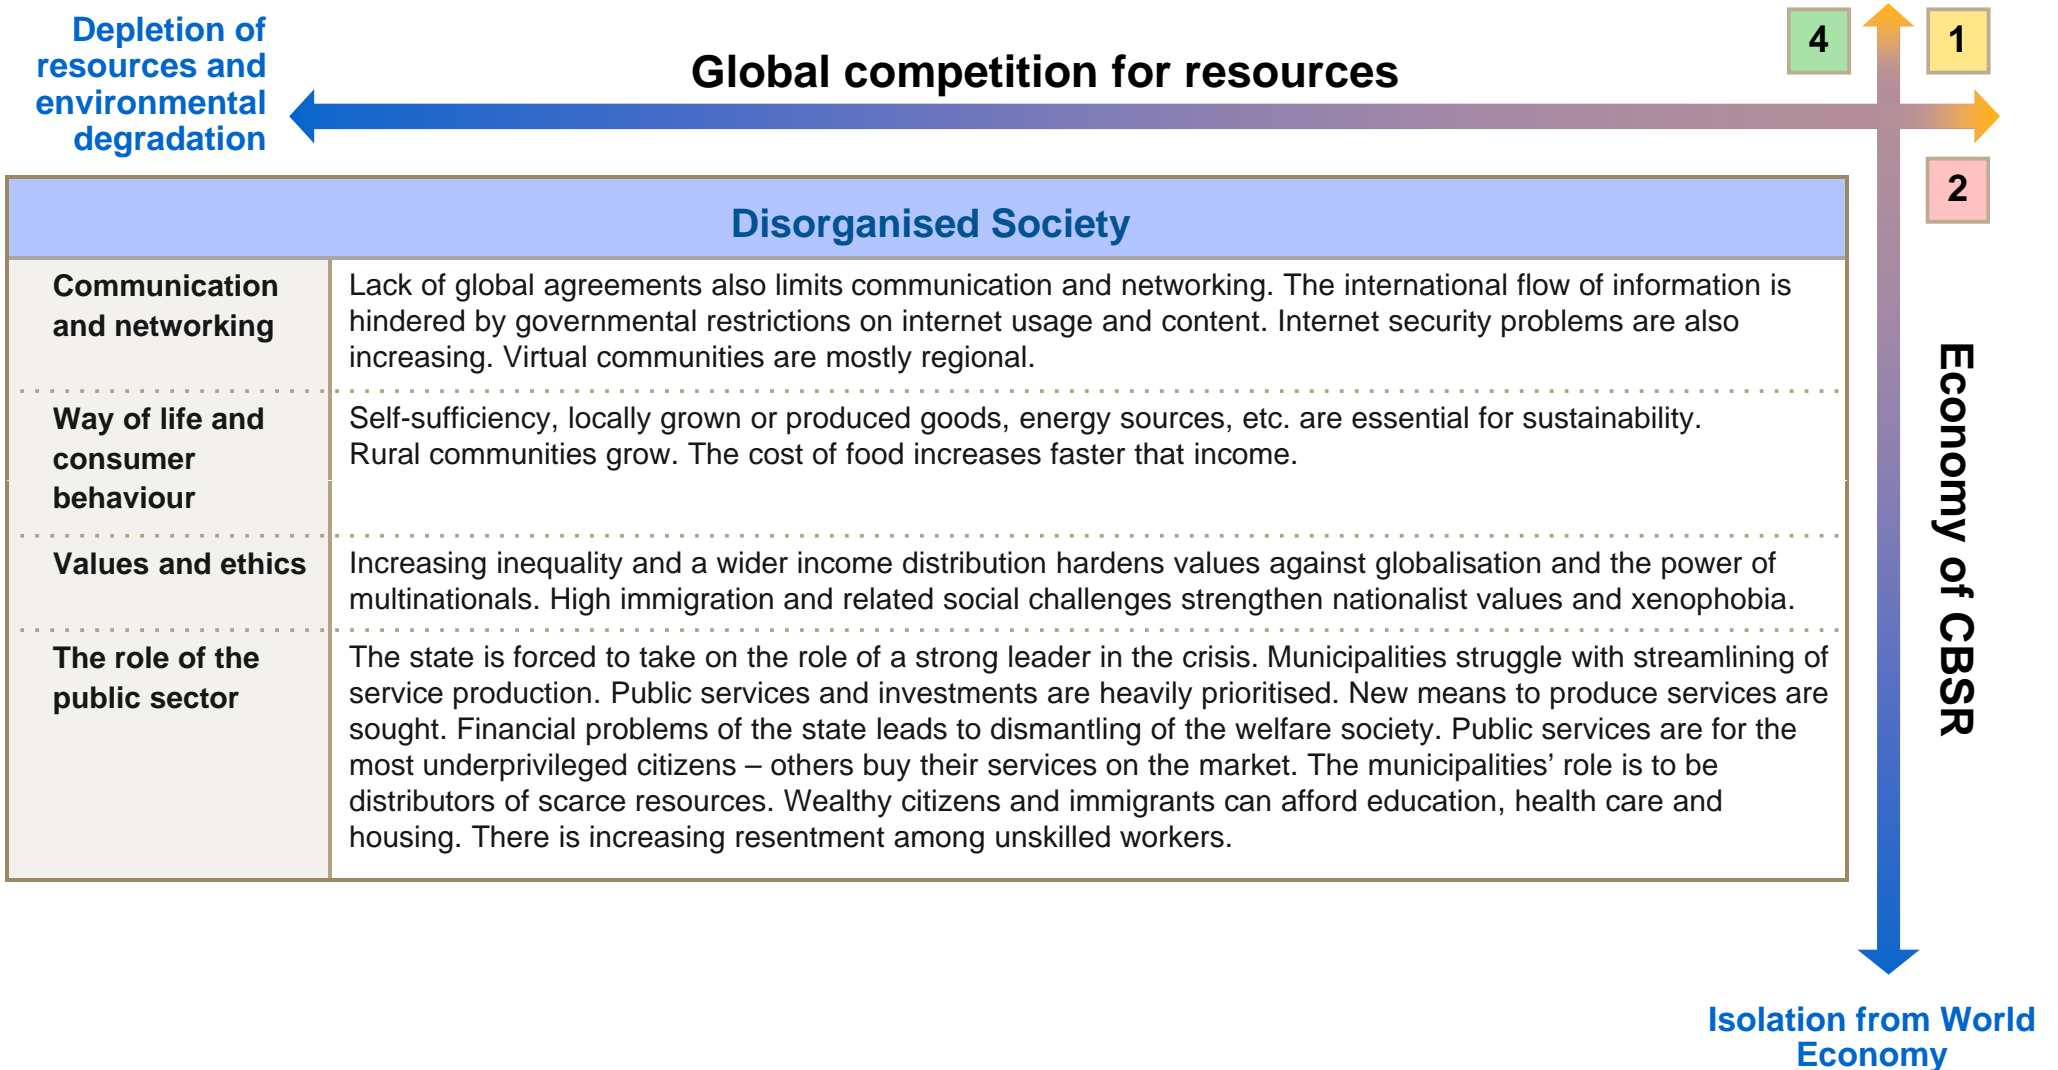 Depletion of
resources and
environmental
degradation
Global competition for resources
4
1
2
Disorganised Society
Communication
and networking
Lack of global agreements also limits communication and networking. The international flow of information is
hindered by governmental restrictions on internet usage and content. Internet security problems are also
increasing. Virtual communities are mostly regional.
Way of life and
consumer
behaviour
Self-sufficiency, locally grown or produced goods, energy sources, etc. are essential for sustainability.
Rural communities grow. The cost of food increases faster that income.
Values and ethics
Increasing inequality and a wider income distribution hardens values against globalisation and the power of
multinationals. High immigration and related social challenges strengthen nationalist values and xenophobia.
The role of the
public sector
The state is forced to take on the role of a strong leader in the crisis. Municipalities struggle with streamlining of
service production. Public services and investments are heavily prioritised. New means to produce services are
sought. Financial problems of the state leads to dismantling of the welfare society. Public services are for the
most underprivileged citizens – others buy their services on the market. The municipalities’ role is to be
distributors of scarce resources. Wealthy citizens and immigrants can afford education, health care and
housing. There is increasing resentment among unskilled workers.
Economy of CBSR
Isolation from World
Economy